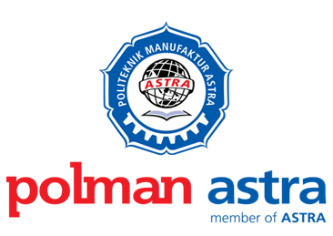 POLITEKNIK MANUFAKTUR ASTRA
ASTRA
polman astra
member of ASTRA